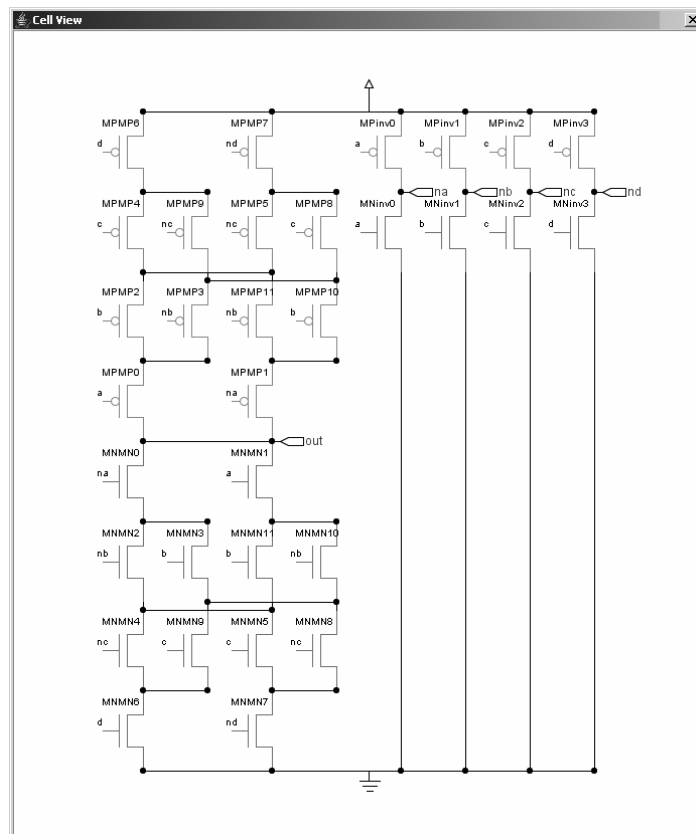 Cell View
MPMP6 MPMP7 MPinv0 MPinv1 MPinv2 MPinv3
d nd a b c d
na nb nc nd
MPMP4 MPMP9 MPMP5 MPMP8 MNinv0 MNinv1 MNinv2 MNinv3
c nc nc c a b c d
MPMP2 MPMP3 MPMP11 MPMP10
b nb nb b
MPMP0 MPMP1
a na
out
MNMN0 MNMN1
na a
MNMN2 MNMN3 MNMN11 MNMN10
nb b b nb
MNMN4 MNMN9 MNMN5 MNMN8
nc c c nc
MNMN6 MNMN7
d nd